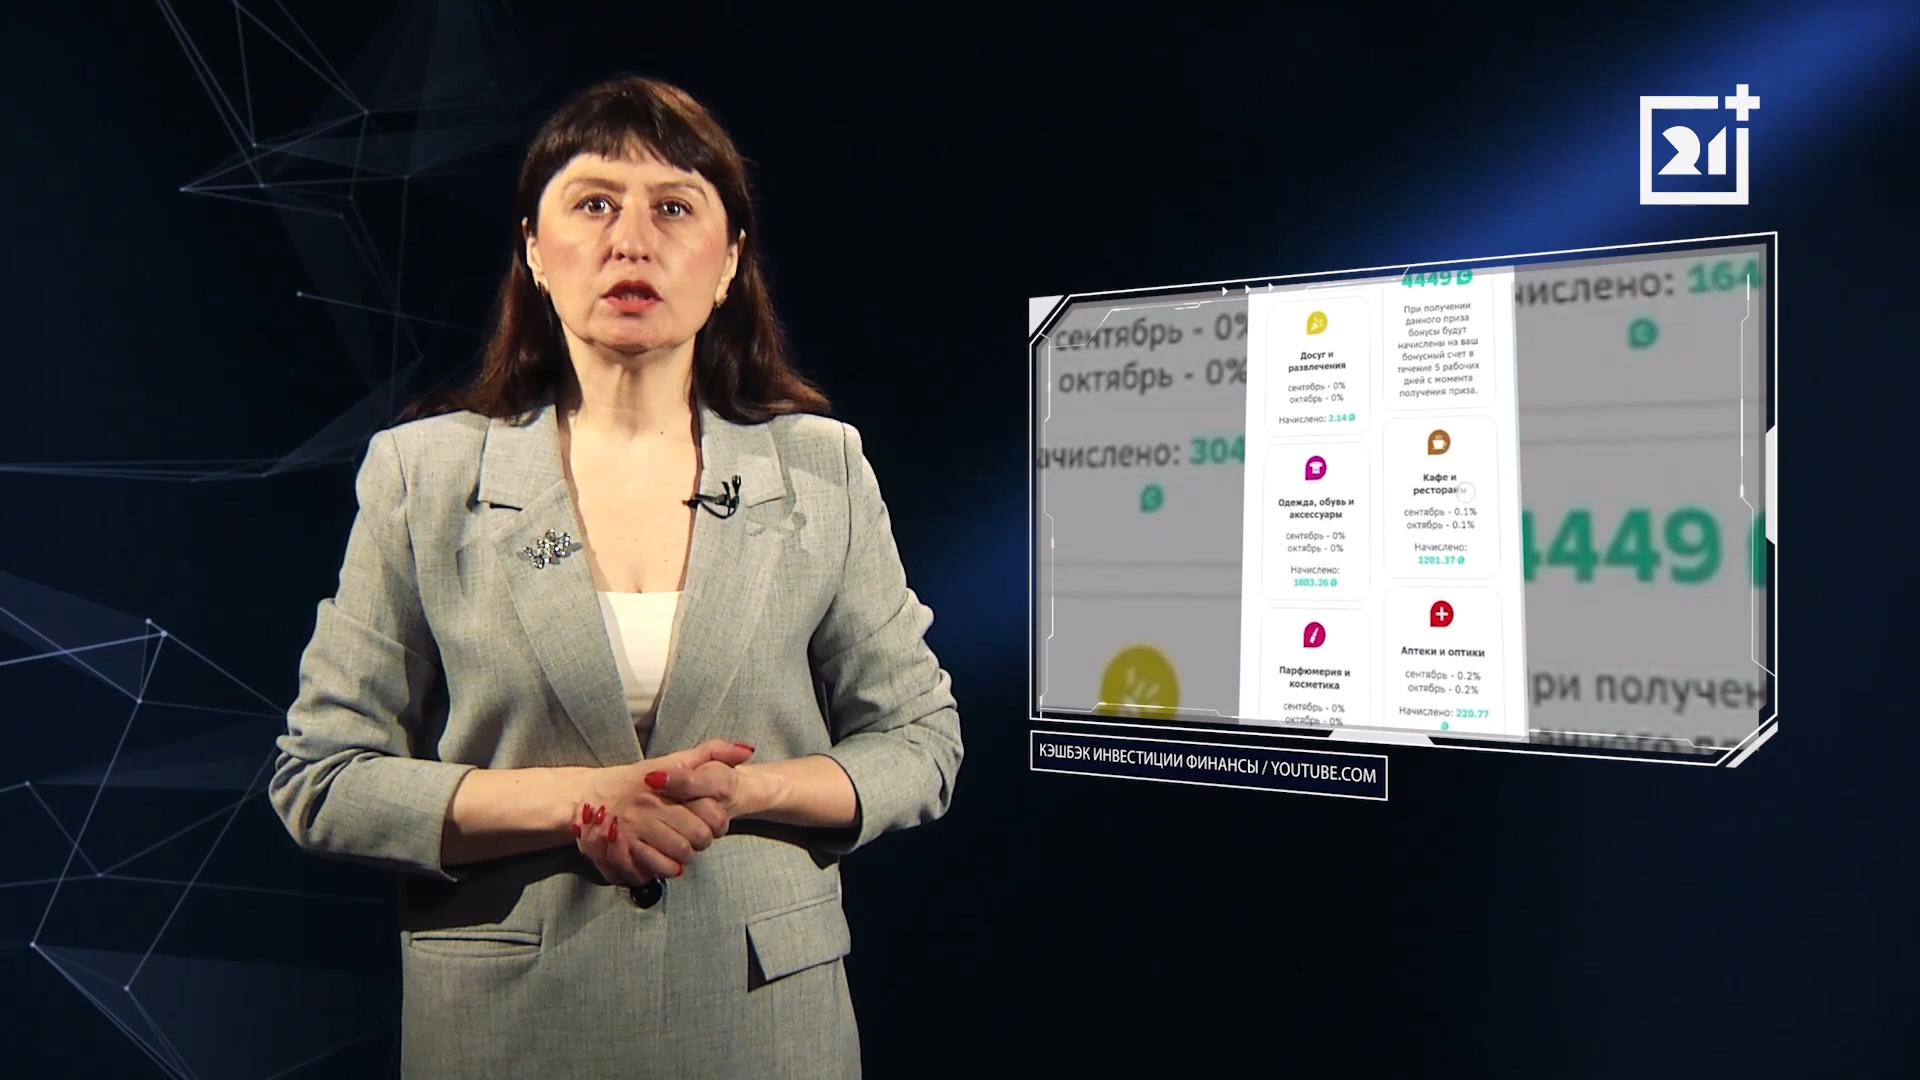 21+
сентябрь - 0%
октябрь - 0%
ачислено: 304
Досуг и
развлечения
сентябрь - 0%
октябрь - 0%
Начислено: 2.14
Одежда, обувь и
аксессуары
сентябрь - 0%
октябрь - 0%
Начислено:
1883.26
Парфюмерия и
косметика
сентябрь - 0%
октябрь - 0%
4449
При получении
данного приза
бонусы будут
начислены на ваш
бонусный счет в
течение 5 рабочих
дней с момента
получения приза.
Кафе и
рестораны
сентябрь - 0.1%
октябрь - 0.1%
Начислено:
1201.37
Аптеки и оптики
сентябрь - 0.2%
октябрь - 0.2%
Начислено: 220.77
числено: 164
4449
ри получен
КЭШБЭК ИНВЕСТИЦИИ ФИНАНСЫ / YOUTUBE.COM